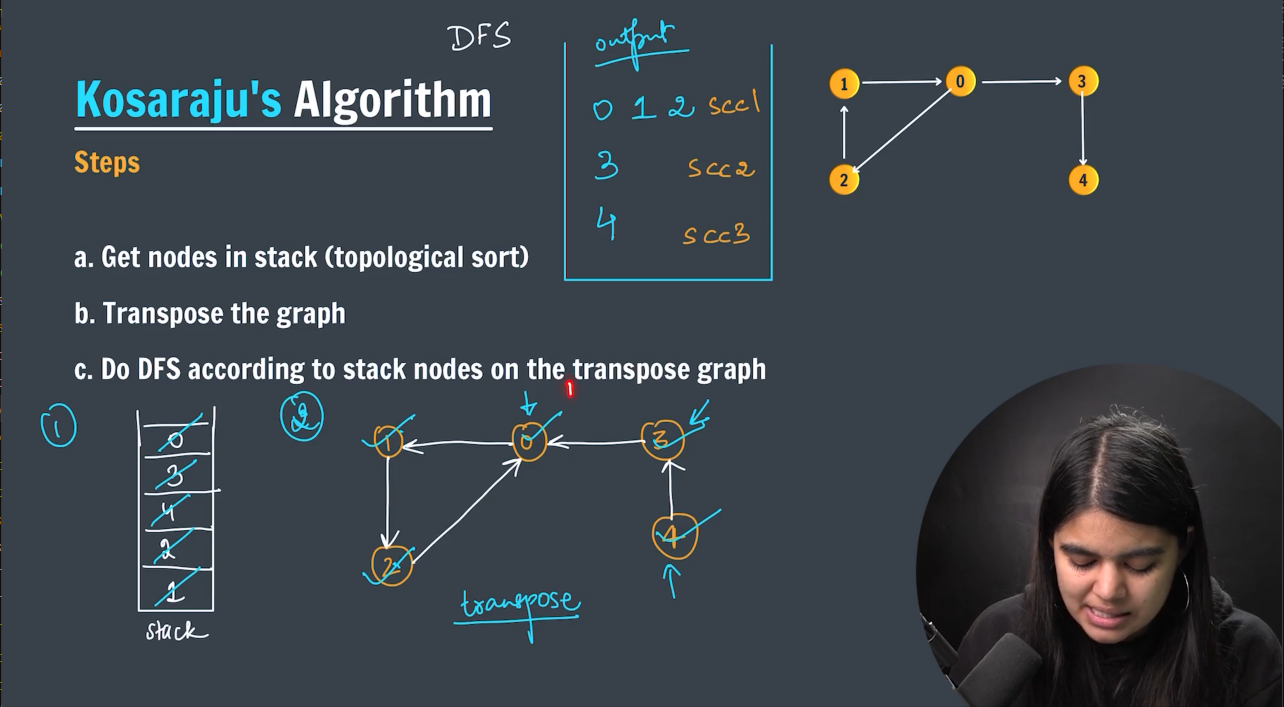 DFS
Kosaraju's Algorithm
Steps
output
0 1 2 scc1
3 scc2
4 scc3
1 0 3
2 4
a. Get nodes in stack (topological sort)
b. Transpose the graph
c. Do DFS according to stack nodes on the transpose graph
1
0
3
4
2
1
stack
2
1 0 3
2 4
transpose